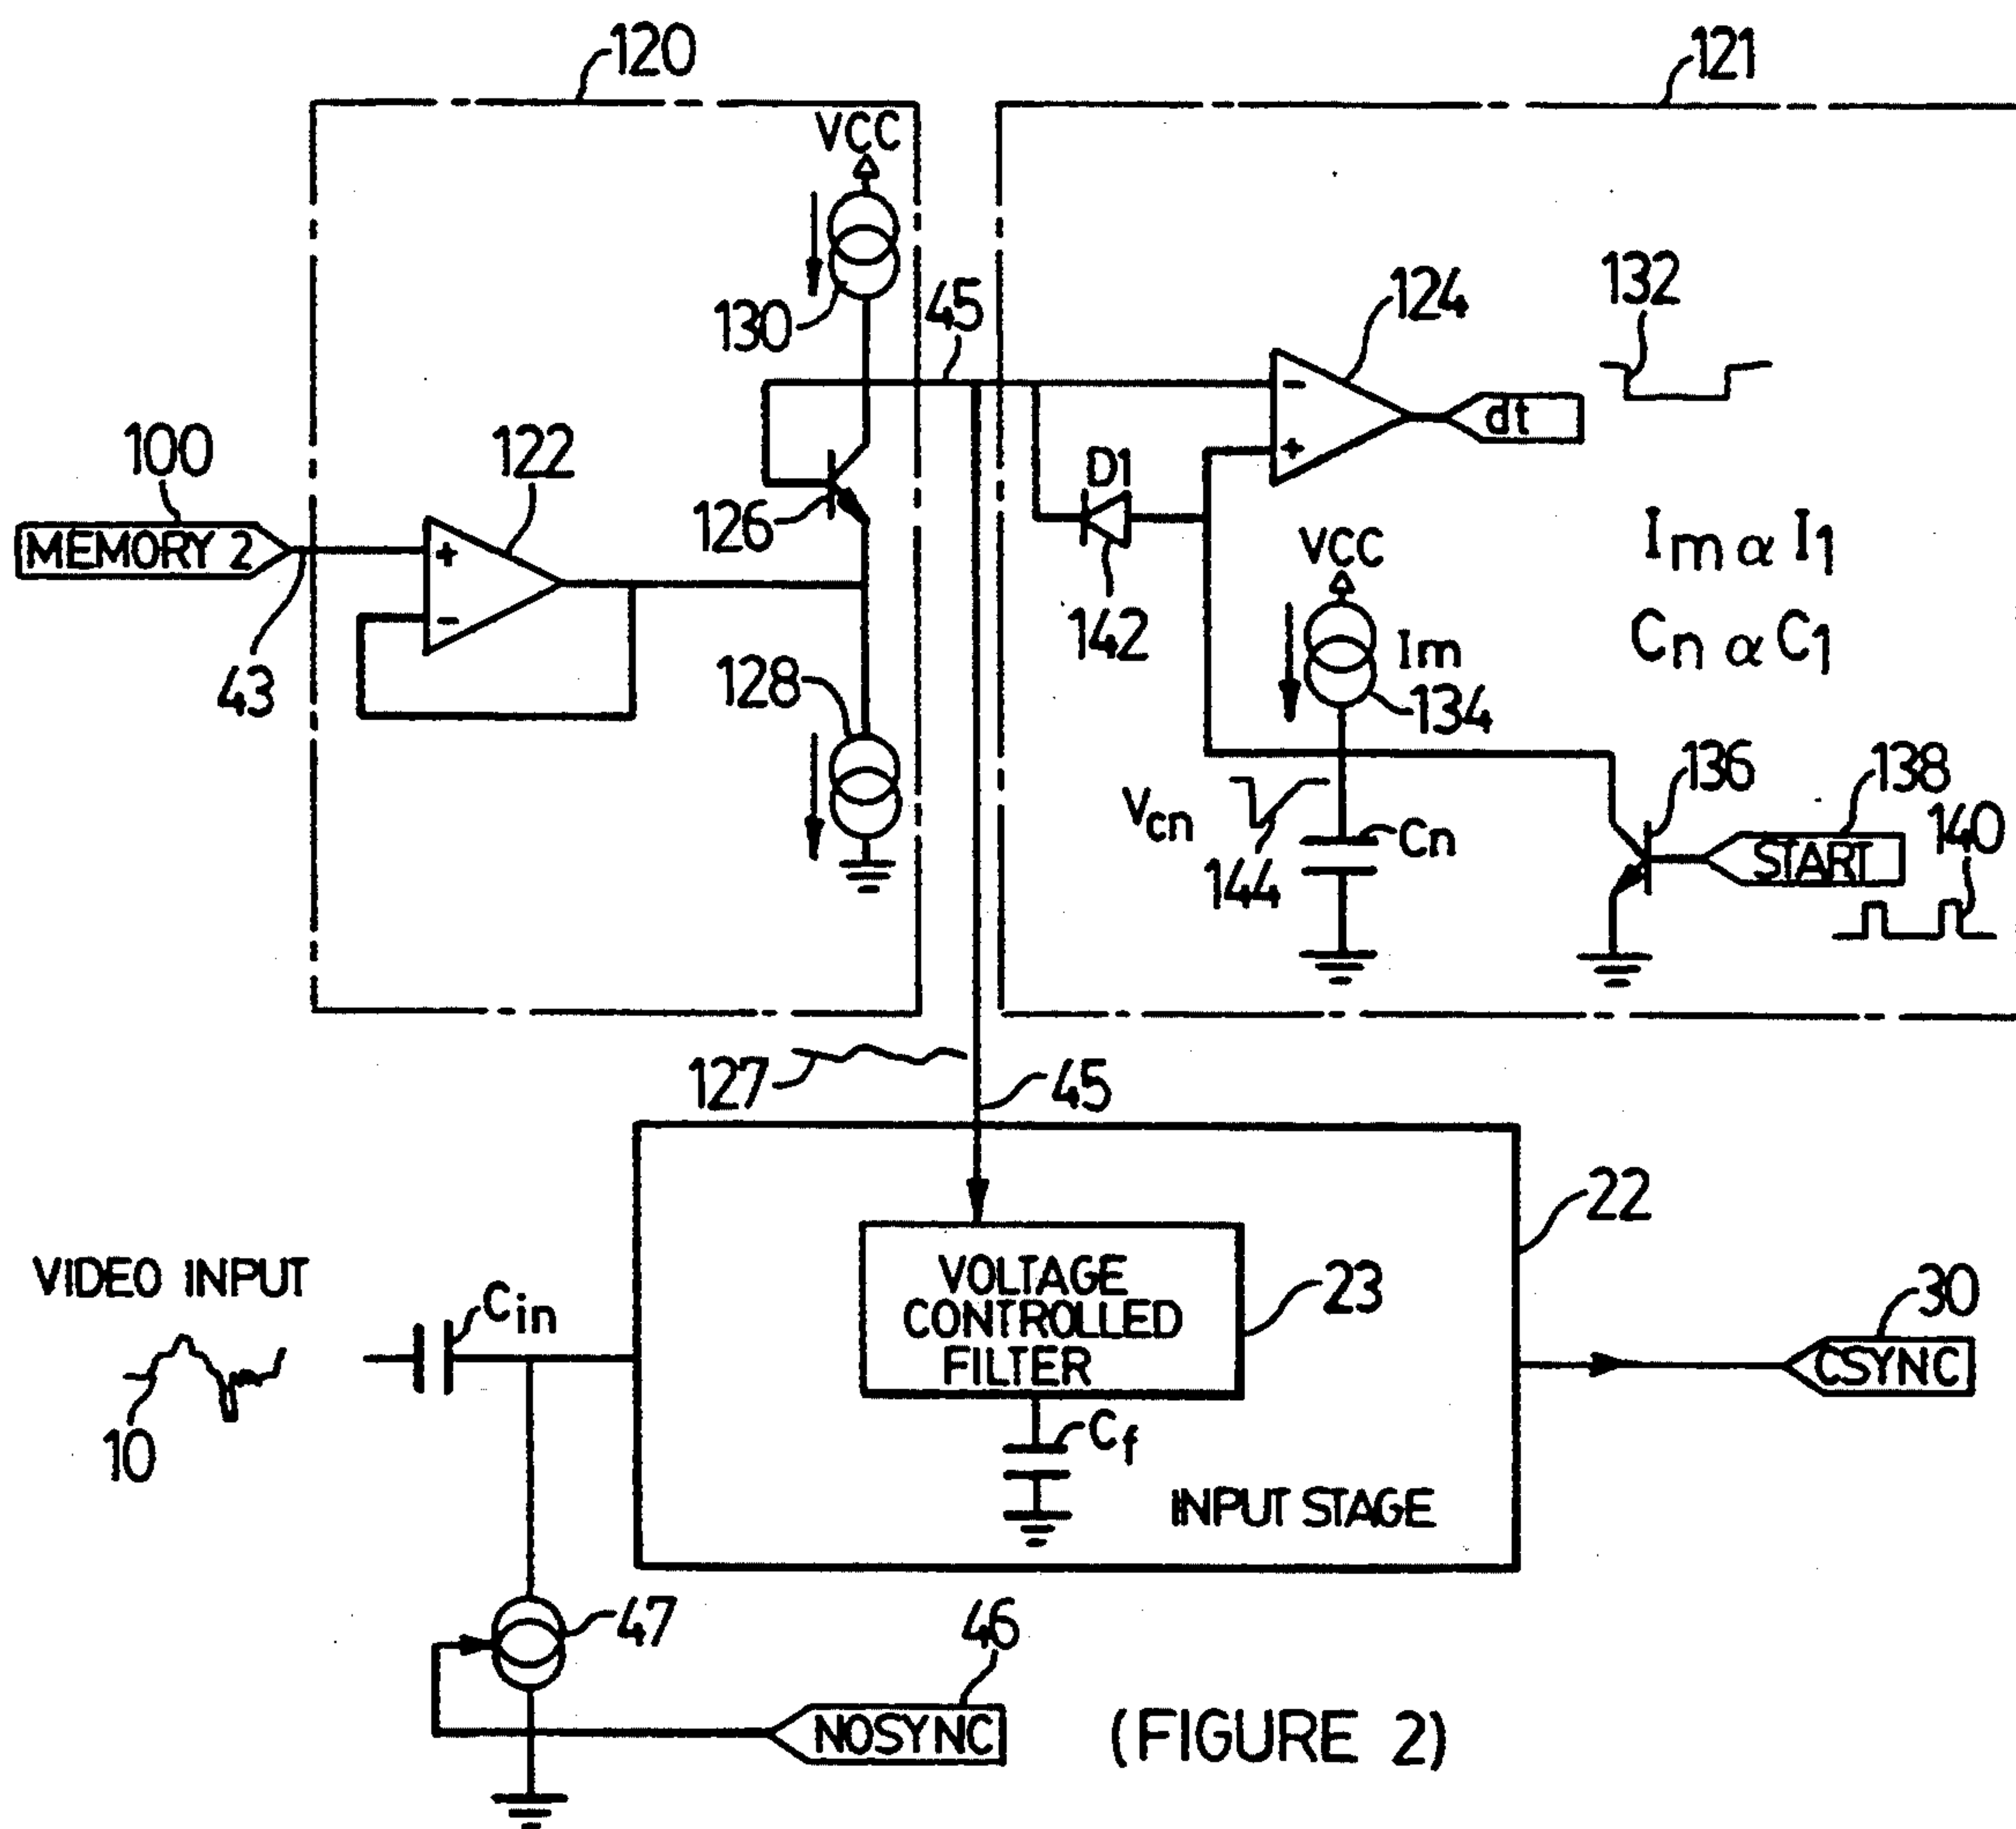 120
121
VCC
130
45
124
132
-
dt
100
122
+
D1
126
MEMORY 2
+
VCC
Im α I1
-
142
Im
Cn α C1
43
128
134
136
138
Vcn
Cn
140
144
START
127
45
22
VIDEO INPUT
Cin
VOLTAGE
CONTROLLED
FILTER
23
30
CSYNC
10
Cf
INPUT STAGE
47
46
NOSYNC
(FIGURE 2)